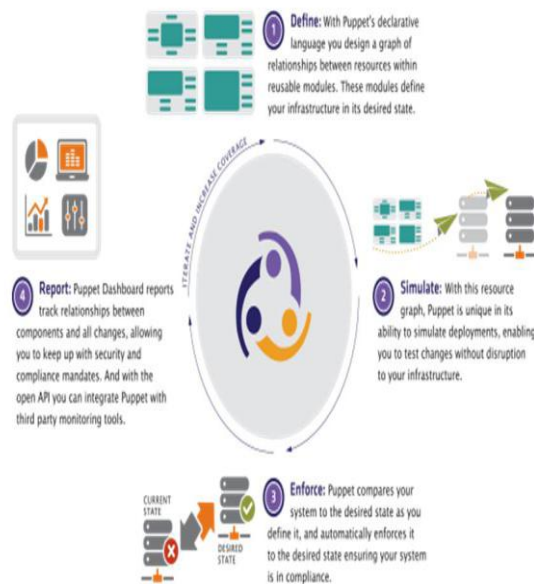 1 Define: With Puppet's declarative
language you design a graph of
relationships between resources within
reusable modules. These modules define
your infrastructure in its desired state.
ITERATE AND INCREASE COVERAGE
2 Simulate: With this resource
graph, Puppet is unique in its
ability to simulate deployments, enabling
you to test changes without disruption
to your infrastructure.
3 Enforce: Puppet compares your
system to the desired state as you
define it, and automatically enforces it
to the desired state ensuring your system
is in compliance.
CURRENT
STATE
DESIRED
STATE
4 Report: Puppet Dashboard reports
track relationships between
components and all changes, allowing
you to keep up with security and
compliance mandates. And with the
open API you can integrate Puppet with
third party monitoring tools.